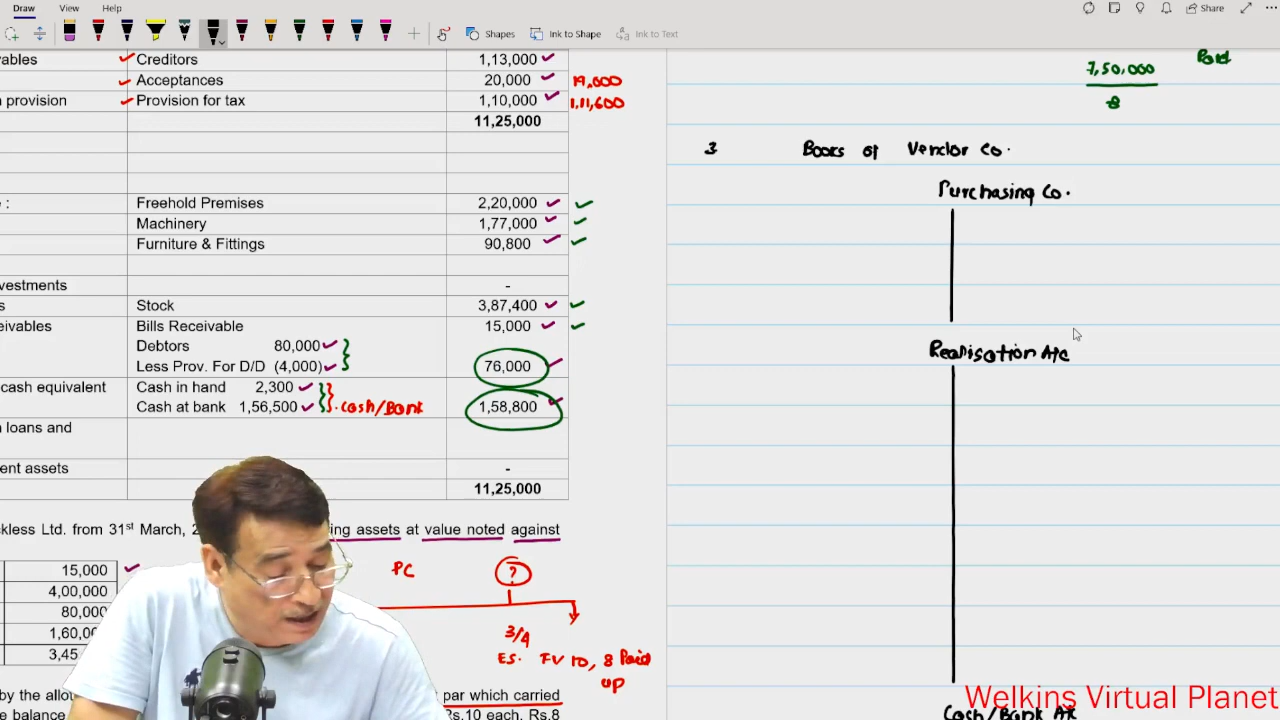 Draw View Help Share
Shapes Ink to Shape Ink to Text
vables Creditors 1,13,000
Acceptances 20,000 19,000
n provision Provision for tax 1,10,000 1,11,600
11,25,000
e : Freehold Premises 2,20,000
Machinery 1,77,000
Furniture & Fittings 90,800
vestments -
s Stock 3,87,400
eivables Bills Receivable 15,000
Debtors 80,000
Less Prov. For D/D (4,000) 76,000
cash equivalent Cash in hand 2,300
Cash at bank 1,56,500 Cash/Bank 1,58,800
n loans and
ent assets -
11,25,000
ckless Ltd. from 31st March, 2 ing assets at value noted against
15,000
4,00,000
80,000
1,60,00
3,45
PC ?
3/4
ES. FV 10, 8 Paid
up
by the allo par which carried
e balance Rs.10 each, Rs.8
7,50,000 Paid
8
3 Books of Vendor Co.
Purchasing Co.
Realisation A/c
Cash/Bank A/c
Welkins Virtual Planet